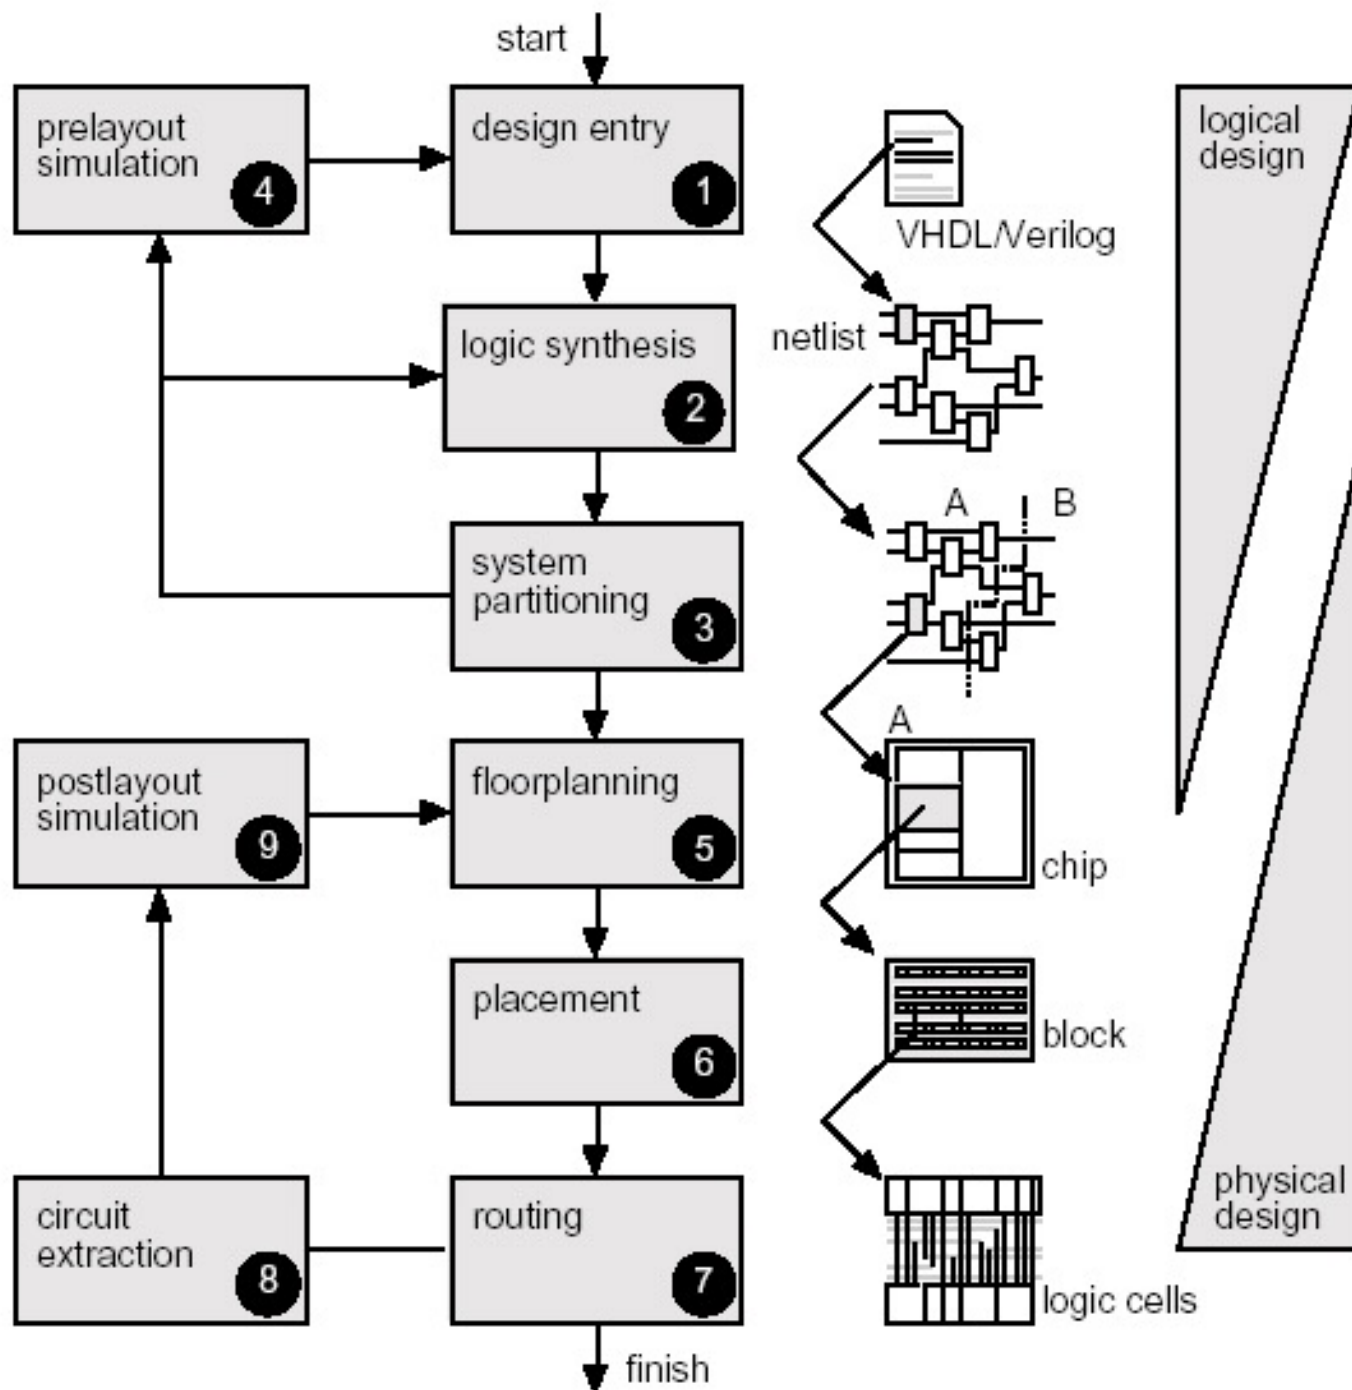 start
prelayout
simulation
4
design entry
1
logical
design
VHDL/Verilog
logic synthesis
2
netlist
A B
system
partitioning
3
A
postlayout
simulation
9
floorplanning
5
chip
placement
6
block
circuit
extraction
8
routing
7
physical
design
logic cells
finish